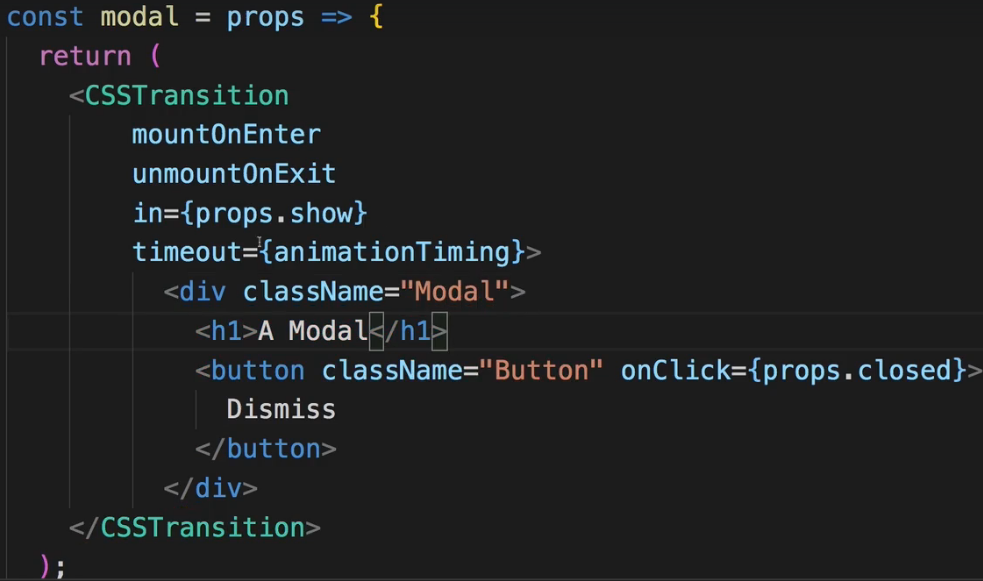 const modal = props => {
return (
<CSSTransition
mountOnEnter
unmountOnExit
in={props.show}
timeout={animationTiming}>
<div className="Modal">
<h1>A Modal</h1>
<button className="Button" onClick={props.closed}>
Dismiss
</button>
</div>
</CSSTransition>
);